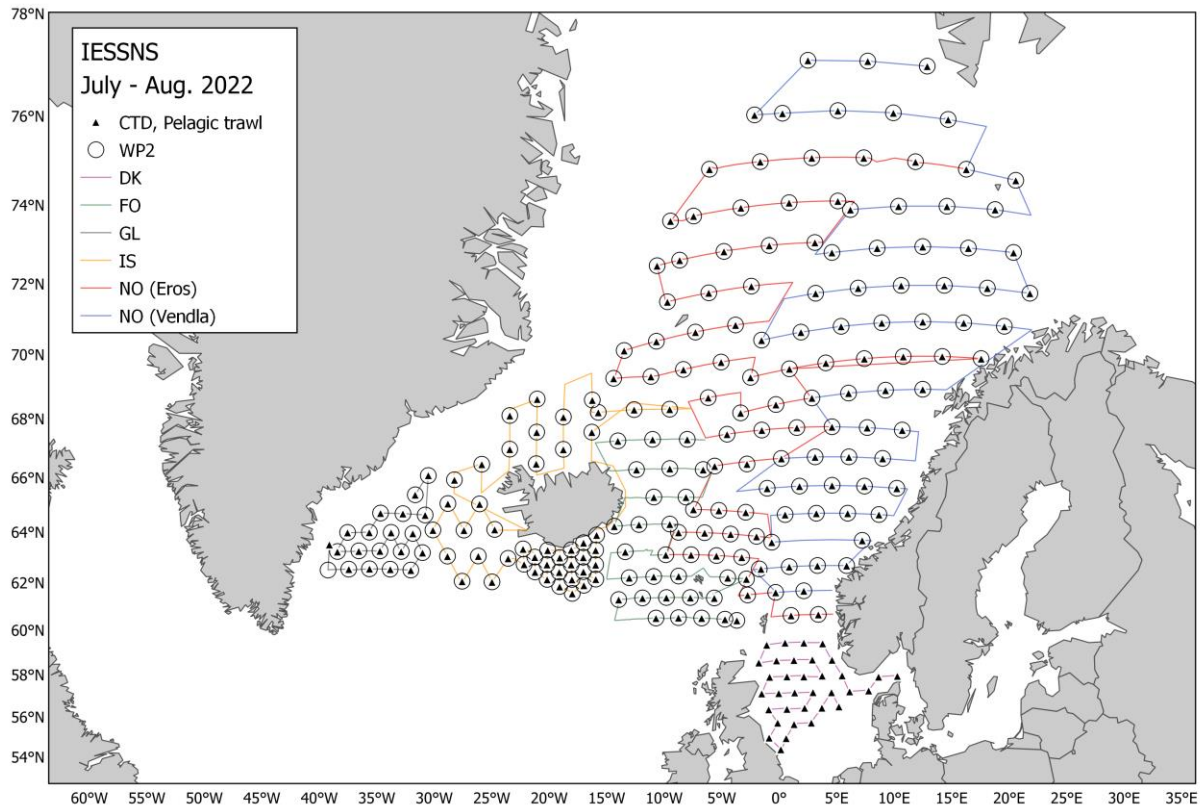 78°N
76°N
74°N
72°N
70°N
68°N
66°N
64°N
62°N
60°N
58°N
56°N
54°N
IESSNS
July - Aug. 2022
CTD, Pelagic trawl
WP2
DK
FO
GL
IS
NO (Eros)
NO (Vendla)
60°W 55°W 50°W 45°W 40°W 35°W 30°W 25°W 20°W 15°W 10°W 5°W 0° 5°E 10°E 15°E 20°E 25°E 30°E 35°E